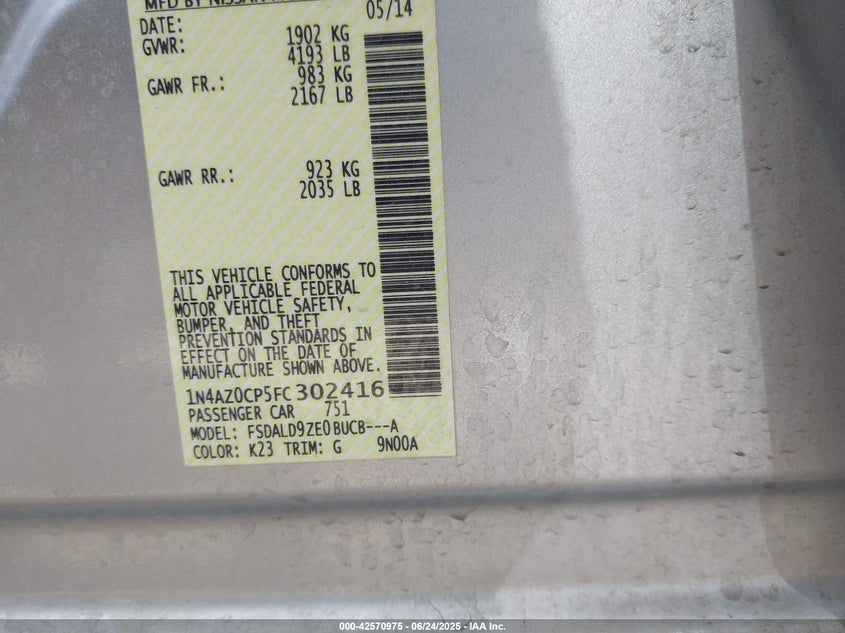 MFD BY NISSAN
DATE: 05/14
GVWR: 1902 KG
4193 LB
GAWR FR.: 983 KG
2167 LB
GAWR RR.: 923 KG
2035 LB
THIS VEHICLE CONFORMS TO
ALL APPLICABLE FEDERAL
MOTOR VEHICLE SAFETY,
BUMPER, AND THEFT
PREVENTION STANDARDS IN
EFFECT ON THE DATE OF
MANUFACTURE SHOWN ABOVE.
1N4AZ0CP5FC302416
PASSENGER CAR 751
MODEL: FSDALD9ZE0BUCB---A
COLOR: K23 TRIM: G 9N00A
000-42570975 - 06/24/2025 - IAA Inc.